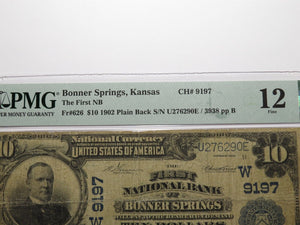 PMG
PAPER MONEY GUARANTY
Bonner Springs, Kansas CH# 9197
The First NB
Fr#626 $10 1902 Plain Back S/N U276290E / 3938 pp B
12
Fine
National Currency
UNITED STATES OF AMERICA
U276290E
10
10
THE FIRST
W
NATIONAL BANK
9197
OF
BONNER SPRINGS
W 9197
TEN DOLLARS